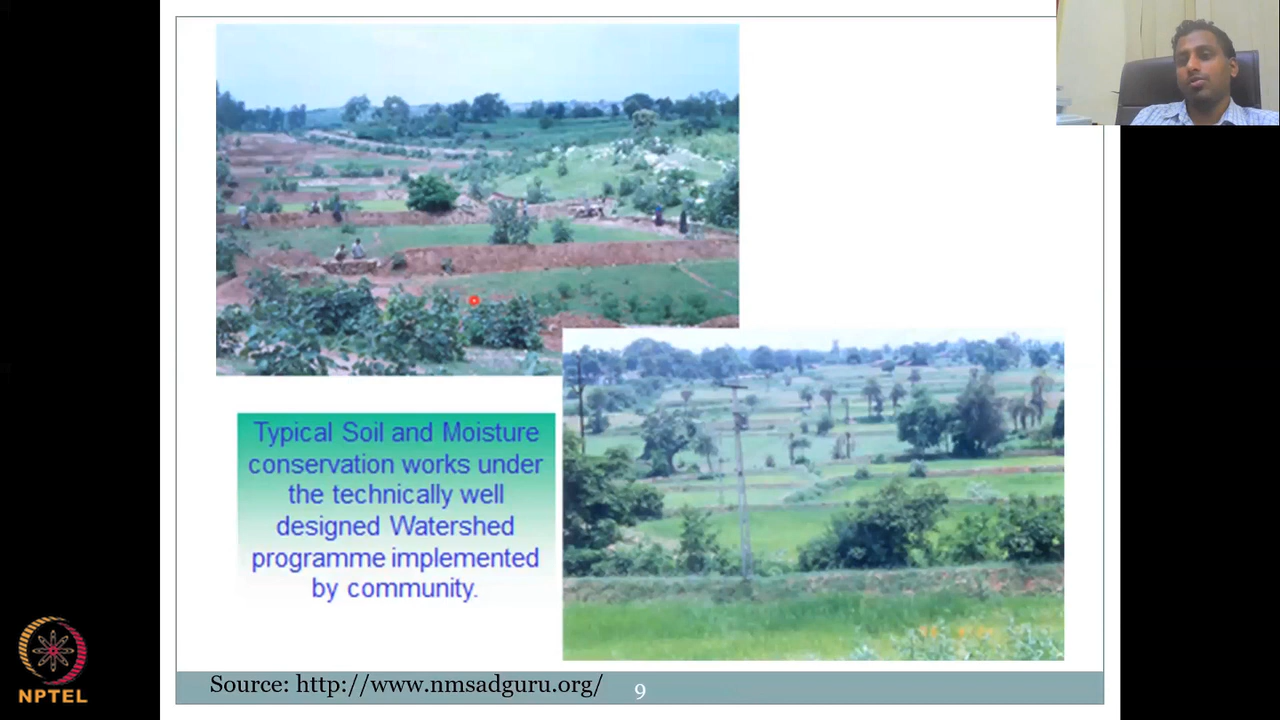 Typical Soil and Moisture
conservation works under
the technically well
designed Watershed
programme implemented
by community.
NPTEL
Source: http://www.nmsadguru.org/
9